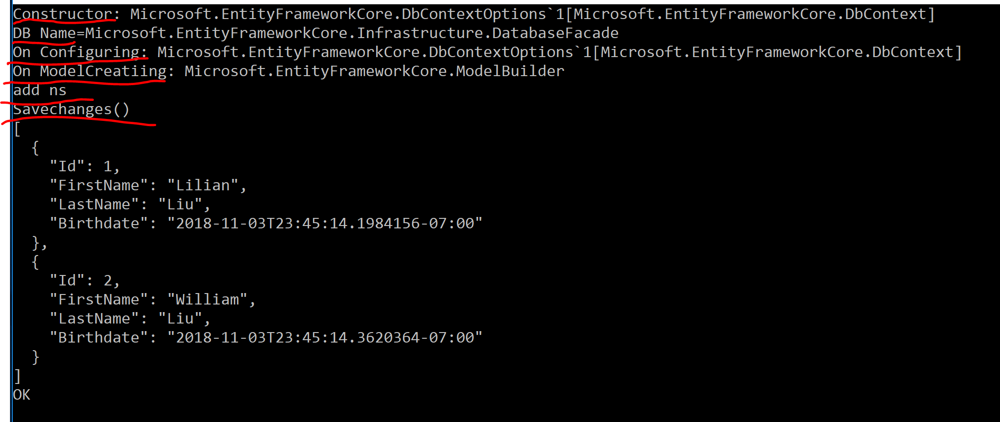 Constructor: Microsoft.EntityFrameworkCore.DbContextOptions`1[Microsoft.EntityFrameworkCore.DbContext]
DB Name=Microsoft.EntityFrameworkCore.Infrastructure.DatabaseFacade
On Configuring: Microsoft.EntityFrameworkCore.DbContextOptions`1[Microsoft.EntityFrameworkCore.DbContext]
On ModelCreatiing: Microsoft.EntityFrameworkCore.ModelBuilder
add ns
Savechanges()
[
  {
    "Id": 1,
    "FirstName": "Lilian",
    "LastName": "Liu",
    "Birthdate": "2018-11-03T23:45:14.1984156-07:00"
  },
  {
    "Id": 2,
    "FirstName": "William",
    "LastName": "Liu",
    "Birthdate": "2018-11-03T23:45:14.3620364-07:00"
  }
]
OK